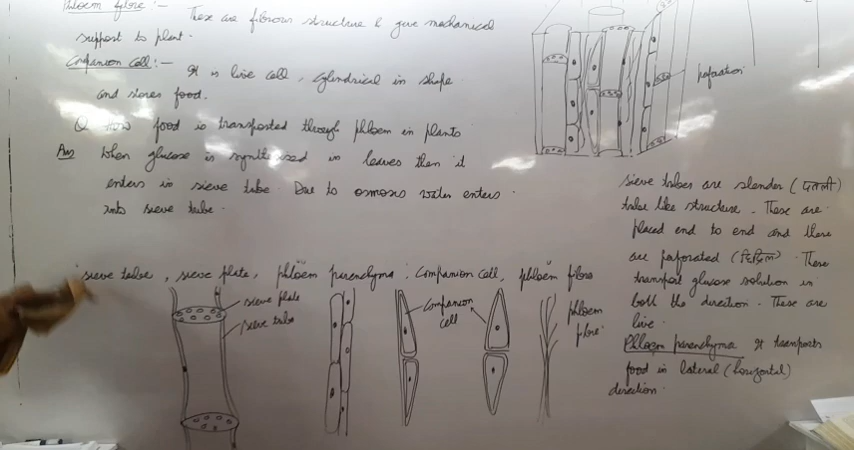 Phloem fibre :- These are fibrous structure & give mechanical
support to plant.
Companion Cell :- It is live cell, cylindrical in shape
and stores food.
Q How food is transported through phloem in plants
Ans When glucose is synthesized in leaves then it
enters in sieve tube. Due to osmosis water enters
into sieve tube.
perforation
sieve tubes are slender (पतली)
tube like structure. These are
placed end to end and there
are perforated. These
transport glucose solution in
both the direction. These are
live.
Phloem parenchyma It transports
food in lateral (horizontal)
direction.
sieve tube, sieve plate, phloem parenchyma. Companion cell, phloem fibre
sieve plate
sieve tube
Companion
cell
phloem
fibre